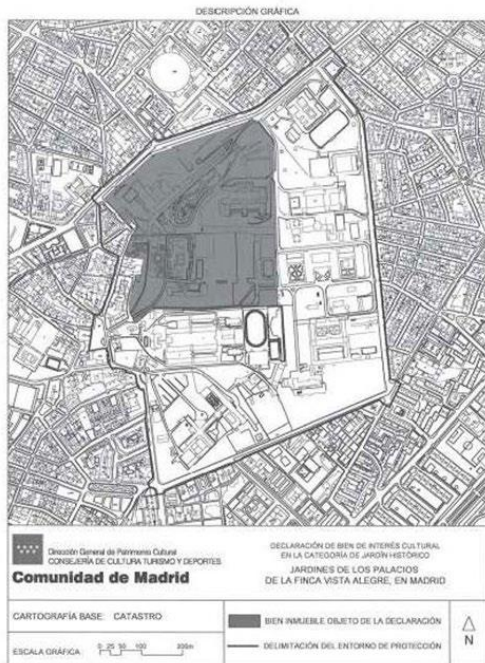 DESCRIPCIÓN GRÁFICA
Dirección General de Patrimonio Cultural
CONSEJERÍA DE CULTURA TURISMO Y DEPORTES
Comunidad de Madrid
DECLARACIÓN DE BIEN DE INTERÉS CULTURAL
EN LA CATEGORÍA DE JARDÍN HISTÓRICO
JARDINES DE LOS PALACIOS
DE LA FINCA VISTA ALEGRE, EN MADRID
CARTOGRAFÍA BASE: CATASTRO
BIEN INMUEBLE OBJETO DE LA DECLARACIÓN
ESCALA GRÁFICA
0 25 50 100 200m
DELIMITACIÓN DEL ENTORNO DE PROTECCIÓN
N